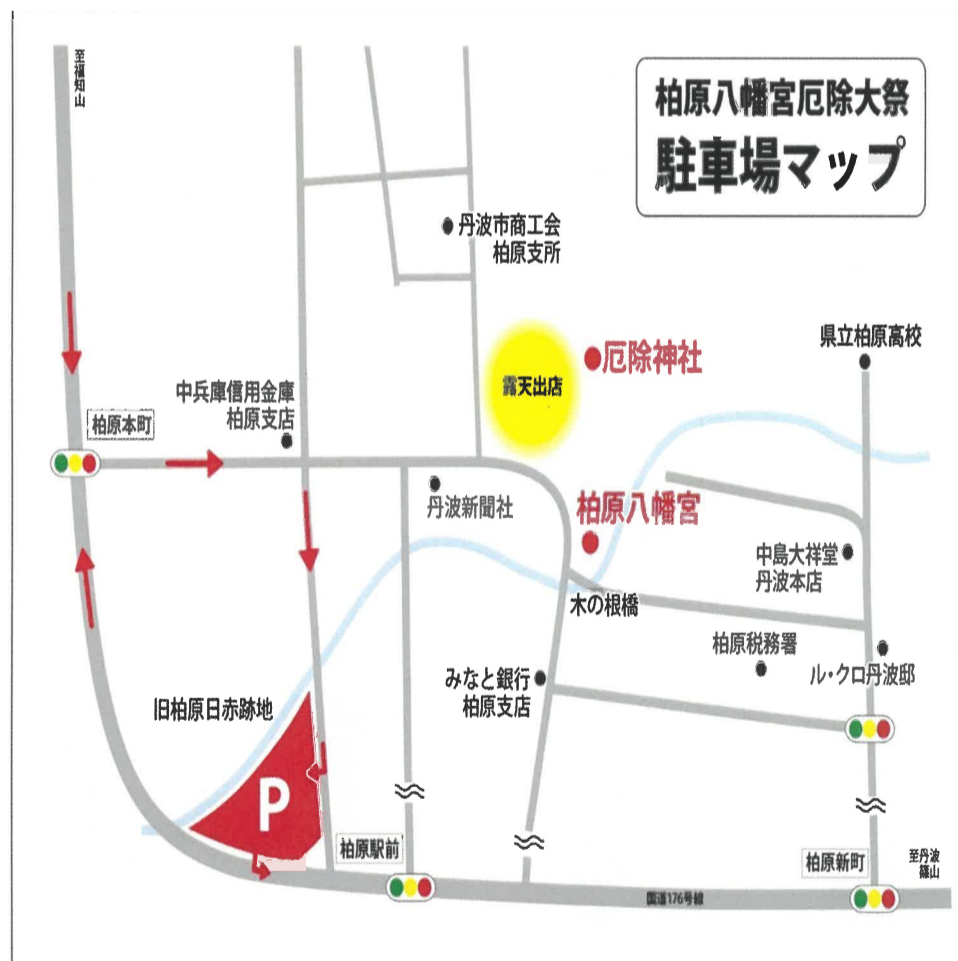 至福知山
柏原八幡宮厄除大祭
駐車場マップ
丹波市商工会
柏原支所
県立柏原高校
厄除神社
露天出店
中兵庫信用金庫
柏原支店
柏原本町
丹波新聞社
柏原八幡宮
中島大祥堂
丹波本店
木の根橋
柏原税務署
ル・クロ丹波邸
みなと銀行
柏原支店
旧柏原日赤跡地
P
柏原駅前
柏原新町
至丹波
篠山
国道176号線